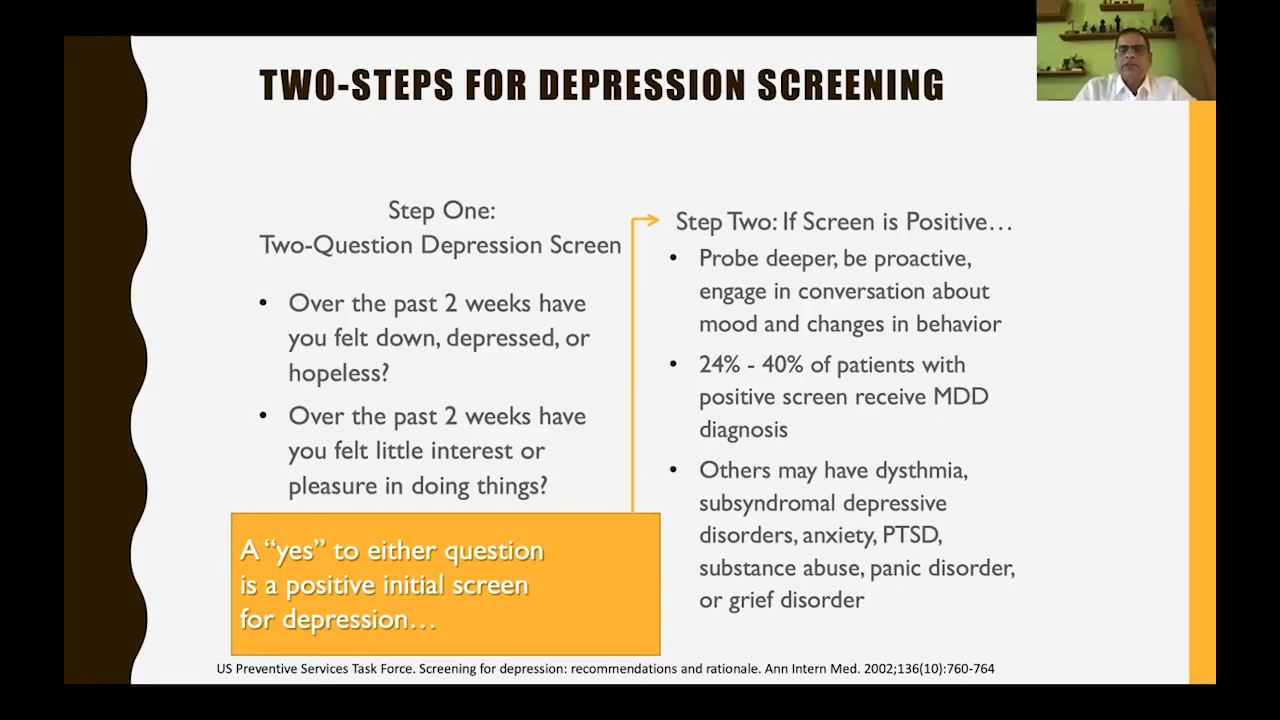 TWO-STEPS FOR DEPRESSION SCREENING
Step One:
Two-Question Depression Screen
• Over the past 2 weeks have
you felt down, depressed, or
hopeless?
• Over the past 2 weeks have
you felt little interest or
pleasure in doing things?
A “yes” to either question
is a positive initial screen
for depression…
Step Two: If Screen is Positive…
• Probe deeper, be proactive,
engage in conversation about
mood and changes in behavior
• 24% - 40% of patients with
positive screen receive MDD
diagnosis
• Others may have dysthmia,
subsyndromal depressive
disorders, anxiety, PTSD,
substance abuse, panic disorder,
or grief disorder
US Preventive Services Task Force. Screening for depression: recommendations and rationale. Ann Intern Med. 2002;136(10):760-764